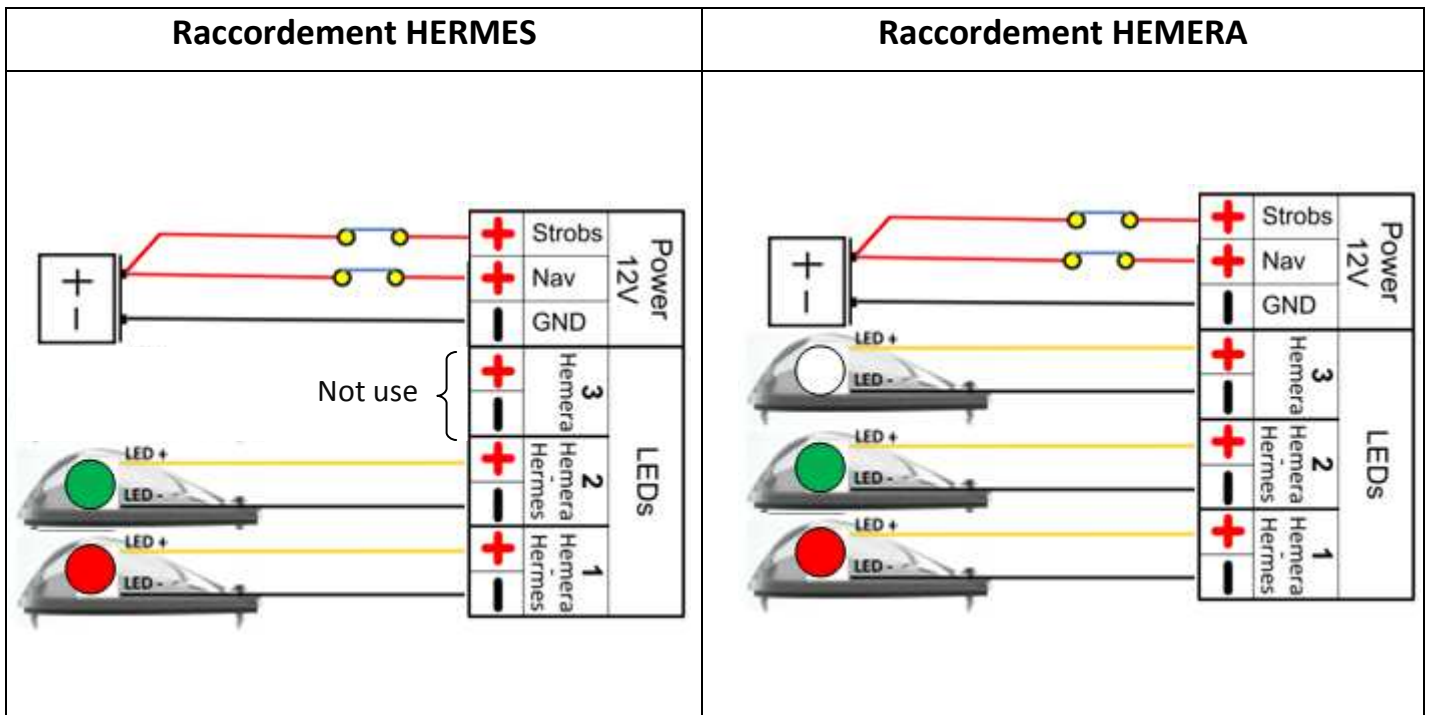 Raccordement HERMES
Raccordement HEMERA
+
-
+ Strobs
+ Nav
- GND
Power
12V
Not use
+
-
3
Hemera
LED +
LED -
+
-
2
Hemera
Hermes
LED +
LED -
+
-
1
Hemera
Hermes
LEDs
+
-
+ Strobs
+ Nav
- GND
Power
12V
LED +
LED -
+
-
3
Hemera
LED +
LED -
+
-
2
Hemera
Hermes
LED +
LED -
+
-
1
Hemera
Hermes
LEDs